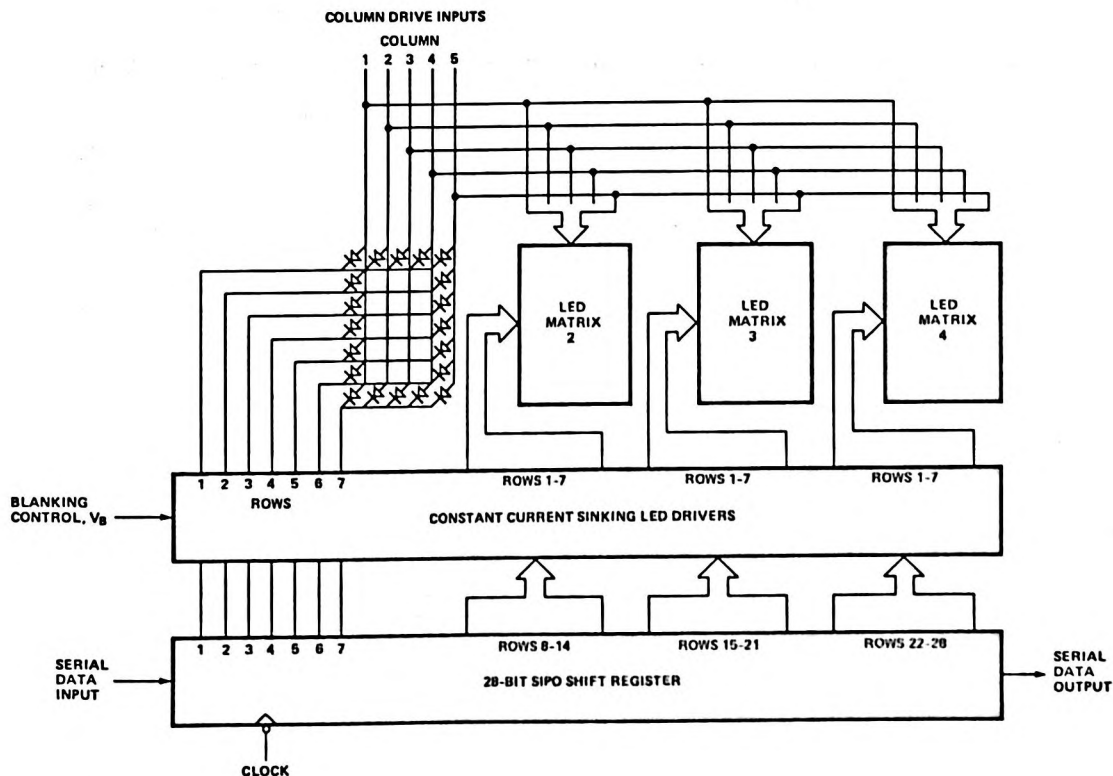 COLUMN DRIVE INPUTS
COLUMN
1 2 3 4 5
LED
MATRIX
2
LED
MATRIX
3
LED
MATRIX
4
1 2 3 4 5 6 7
ROWS
ROWS 1-7
ROWS 1-7
ROWS 1-7
BLANKING
CONTROL, VB
CONSTANT CURRENT SINKING LED DRIVERS
1 2 3 4 5 6 7
ROWS 8-14
ROWS 15-21
ROWS 22-28
SERIAL
DATA
INPUT
28-BIT SIPO SHIFT REGISTER
SERIAL
DATA
OUTPUT
CLOCK